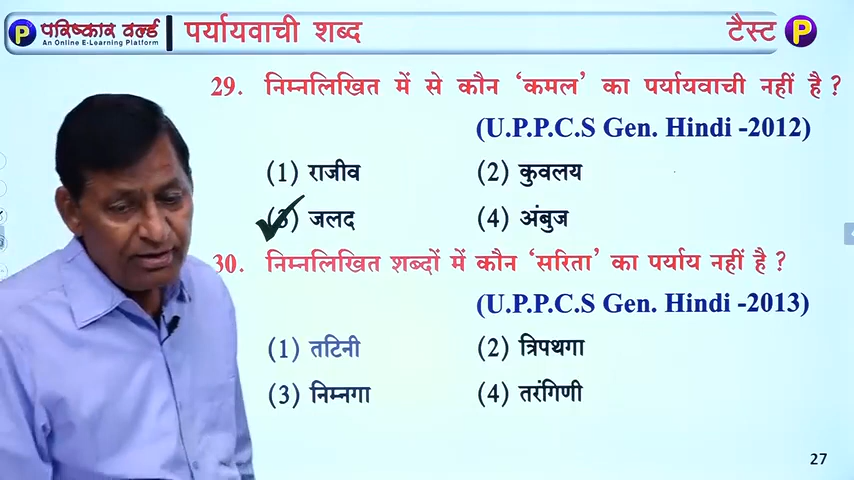 परिष्कार वर्ल्ड
An Online E-Learning Platform
पर्यायवाची शब्द
टैस्ट P
29. निम्नलिखित में से कौन ‘कमल’ का पर्यायवाची नहीं है ?
(U.P.P.C.S Gen. Hindi -2012)
(1) राजीव (2) कुवलय
(3) जलद (4) अंबुज
30. निम्नलिखित शब्दों में कौन ‘सरिता’ का पर्याय नहीं है ?
(U.P.P.C.S Gen. Hindi -2013)
(1) तटिनी (2) त्रिपथगा
(3) निम्नगा (4) तरंगिणी
27